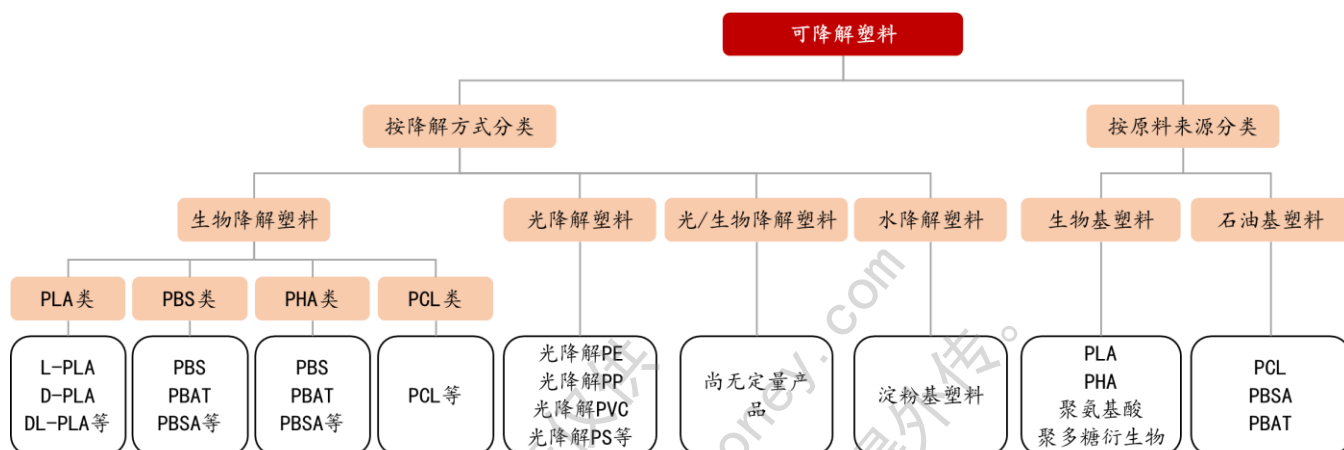 可降解塑料
按降解方式分类
按原料来源分类
生物降解塑料
光降解塑料
光/生物降解塑料
水降解塑料
生物基塑料
石油基塑料
PLA类
PBS类
PHA类
PCL类
L-PLA
D-PLA
DL-PLA等
PBS
PBAT
PBSA等
PBS
PBAT
PBSA等
PCL等
光降解PE
光降解PP
光降解PVC
光降解PS等
尚无定量产
品
淀粉基塑料
PLA
PHA
聚氨基酸
聚多糖衍生物
PCL
PBSA
PBAT